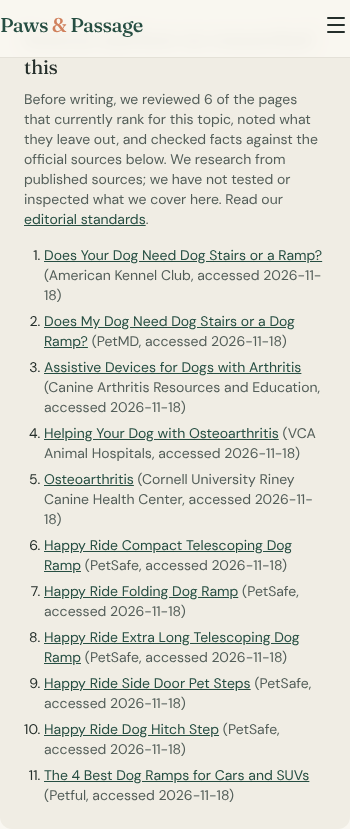 Paws & Passage
this
Before writing, we reviewed 6 of the pages
that currently rank for this topic, noted what
they leave out, and checked facts against the
official sources below. We research from
published sources; we have not tested or
inspected what we cover here. Read our
editorial standards.
1. Does Your Dog Need Dog Stairs or a Ramp?
(American Kennel Club, accessed 2026-11-
18)
2. Does My Dog Need Dog Stairs or a Dog
Ramp? (PetMD, accessed 2026-11-18)
3. Assistive Devices for Dogs with Arthritis
(Canine Arthritis Resources and Education,
accessed 2026-11-18)
4. Helping Your Dog with Osteoarthritis (VCA
Animal Hospitals, accessed 2026-11-18)
5. Osteoarthritis (Cornell University Riney
Canine Health Center, accessed 2026-11-
18)
6. Happy Ride Compact Telescoping Dog
Ramp (PetSafe, accessed 2026-11-18)
7. Happy Ride Folding Dog Ramp (PetSafe,
accessed 2026-11-18)
8. Happy Ride Extra Long Telescoping Dog
Ramp (PetSafe, accessed 2026-11-18)
9. Happy Ride Side Door Pet Steps (PetSafe,
accessed 2026-11-18)
10. Happy Ride Dog Hitch Step (PetSafe,
accessed 2026-11-18)
11. The 4 Best Dog Ramps for Cars and SUVs
(Petful, accessed 2026-11-18)